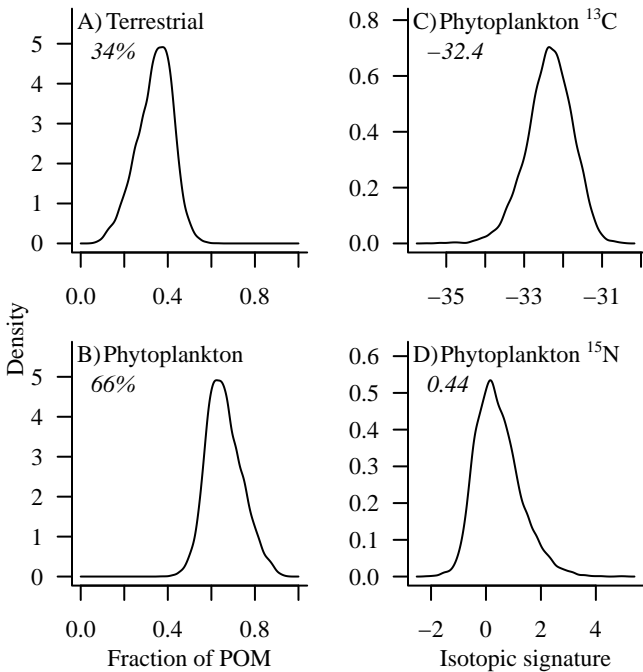 A) Terrestrial
34%
5
4
3
2
1
0
0.0 0.4 0.8
C) Phytoplankton ¹³C
−32.4
0.8
0.6
0.4
0.2
0.0
−35 −33 −31
Density
B) Phytoplankton
66%
5
4
3
2
1
0
0.0 0.4 0.8
Fraction of POM
D) Phytoplankton ¹⁵N
0.44
0.6
0.5
0.4
0.3
0.2
0.1
0.0
−2 0 2 4
Isotopic signature